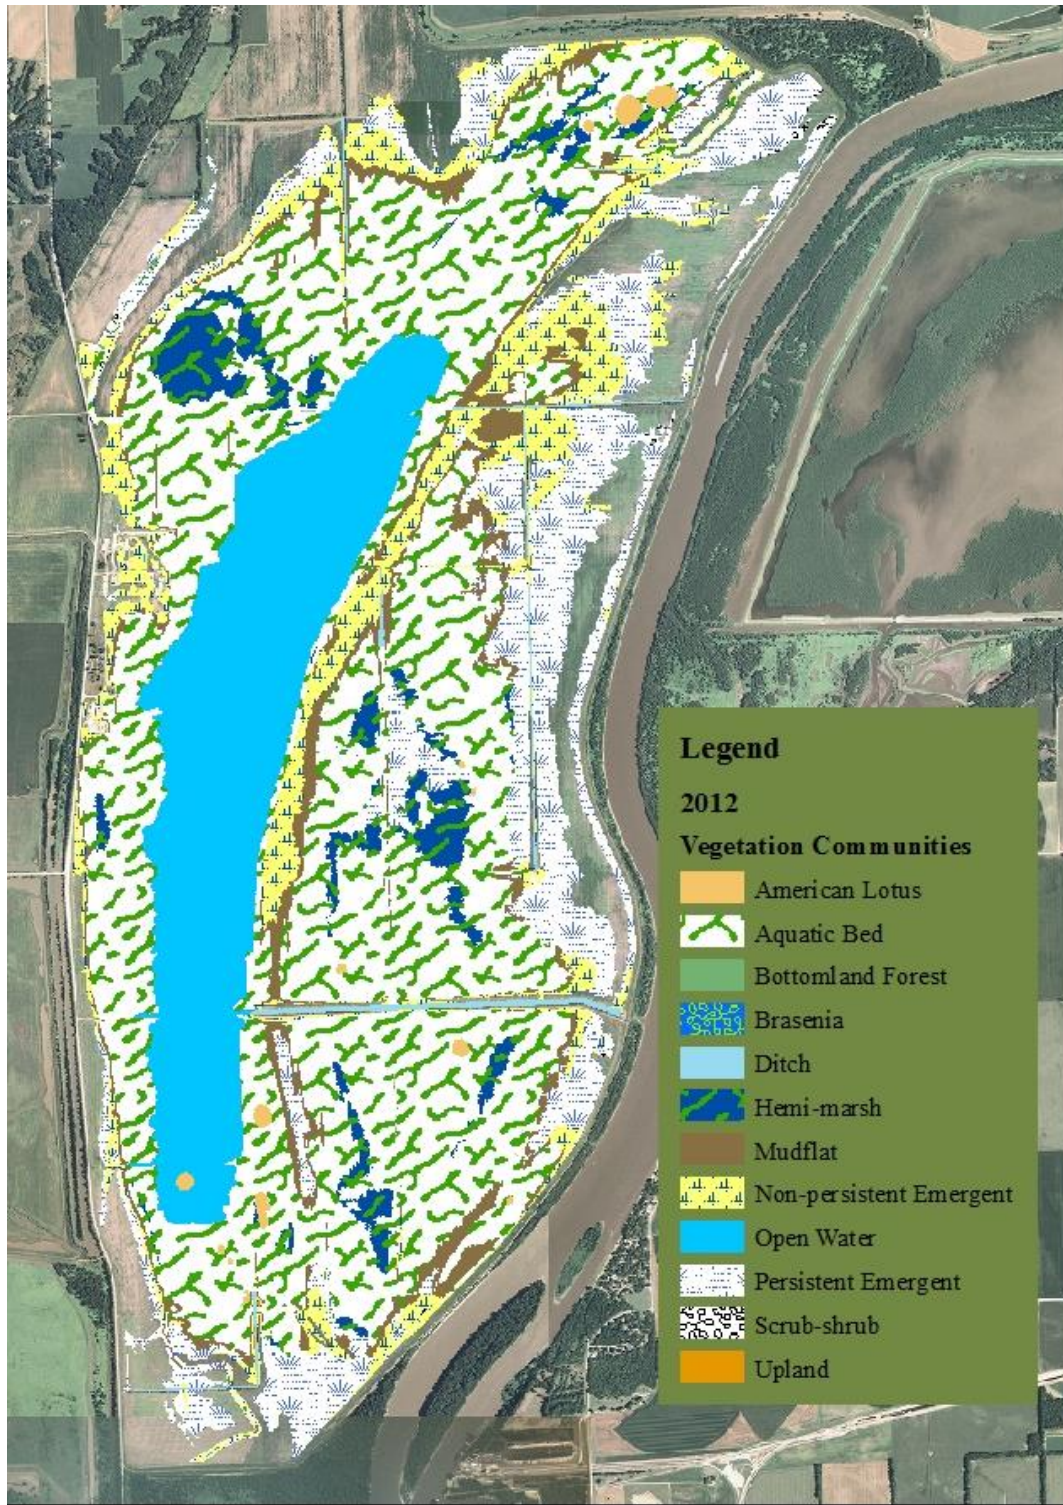 Legend
2012
Vegetation Communities
American Lotus
Aquatic Bed
Bottomland Forest
Brasenia
Ditch
Hemi-marsh
Mudflat
Non-persistent Emergent
Open Water
Persistent Emergent
Scrub-shrub
Upland